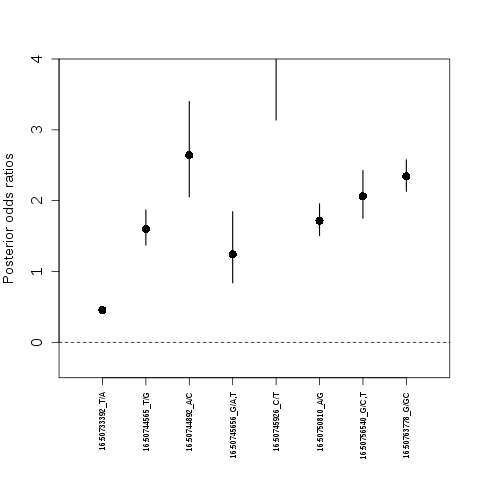 Posterior odds ratios
4
3
2
1
0
16:50733392_T/A
16:50744565_T/G
16:50744892_A/C
16:50745656_G/A,T
16:50745926_C/T
16:50750810_A/G
16:50756540_G/C,T
16:50763778_G/GC